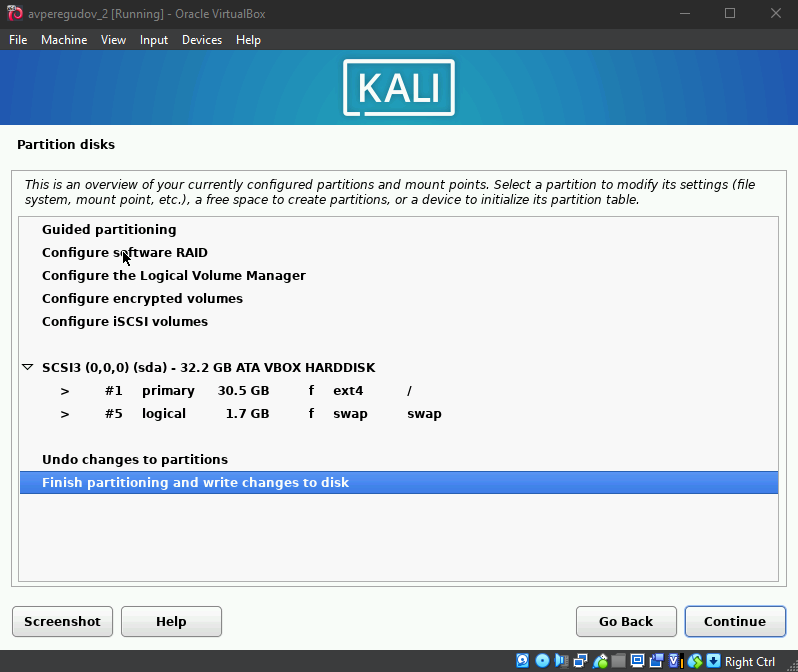 avperegudov_2 [Running] - Oracle VirtualBox
File Machine View Input Devices Help
KALI
Partition disks
This is an overview of your currently configured partitions and mount points. Select a partition to modify its settings (file
system, mount point, etc.), a free space to create partitions, or a device to initialize its partition table.
Guided partitioning
Configure software RAID
Configure the Logical Volume Manager
Configure encrypted volumes
Configure iSCSI volumes
SCSI3 (0,0,0) (sda) - 32.2 GB ATA VBOX HARDDISK
> #1 primary 30.5 GB f ext4 /
> #5 logical 1.7 GB f swap swap
Undo changes to partitions
Finish partitioning and write changes to disk
Screenshot Help Go Back Continue
Right Ctrl